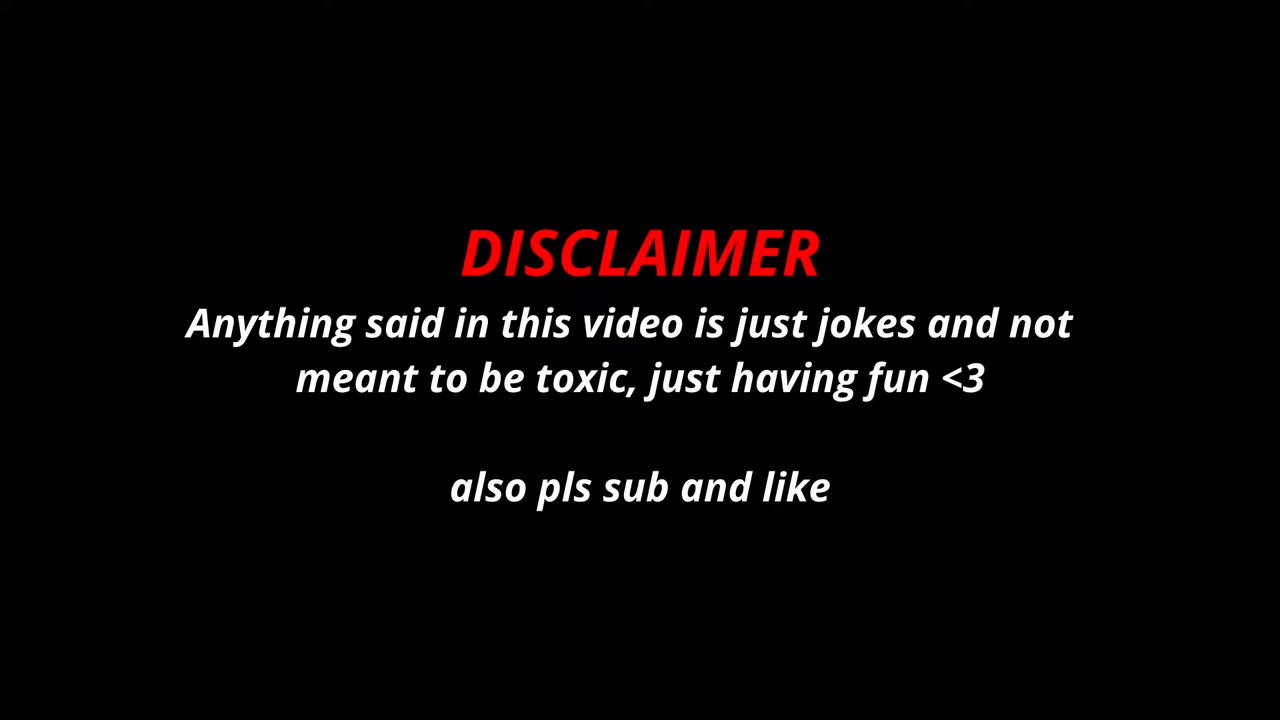 DISCLAIMER
Anything said in this video is just jokes and not
meant to be toxic, just having fun <3
also pls sub and like